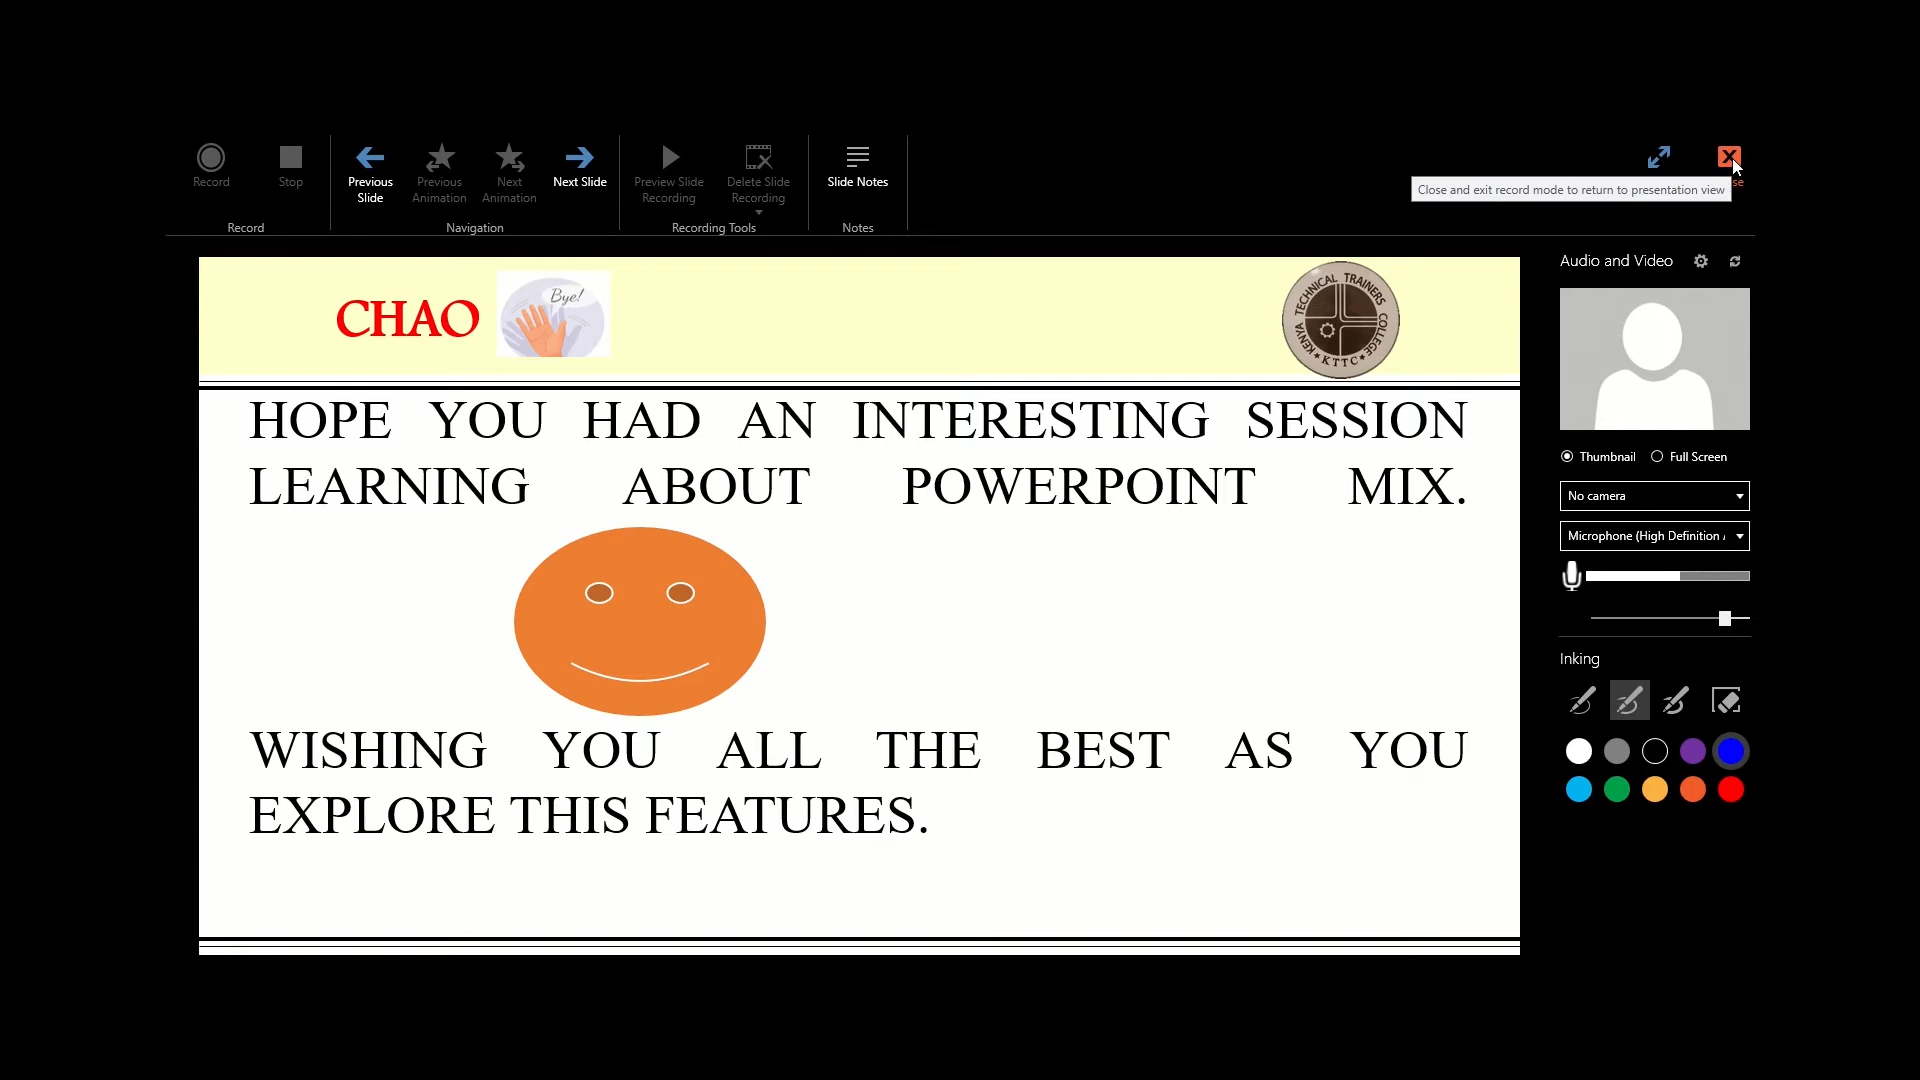 Record
Stop
Previous Slide
Previous Animation
Next Animation
Next Slide
Preview Slide Recording
Delete Slide Recording
Slide Notes
Record
Navigation
Recording Tools
Notes
se
Close and exit record mode to return to presentation view
CHAO
Bye!
KENYA TECHNICAL TRAINERS COLLEGE
★ KTTC ★
HOPE YOU HAD AN INTERESTING SESSION
LEARNING ABOUT POWERPOINT MIX.
WISHING YOU ALL THE BEST AS YOU
EXPLORE THIS FEATURES.
Audio and Video
Thumbnail
Full Screen
No camera
Microphone (High Definition
Inking